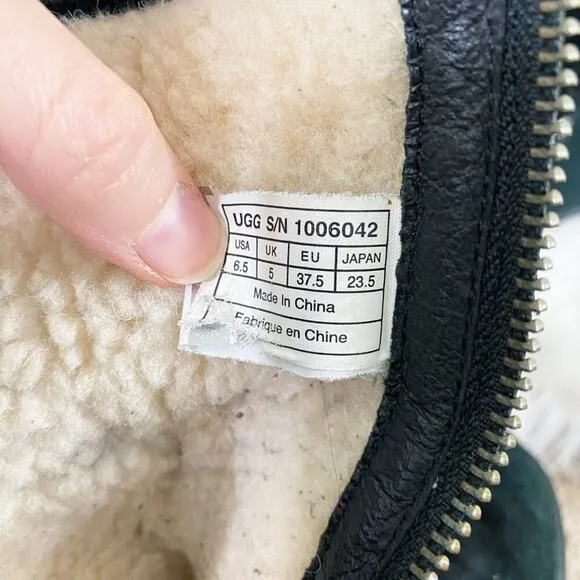 UGG S/N 1006042
USA UK EU JAPAN
6.5 5 37.5 23.5
Made In China
Fabrique en Chine